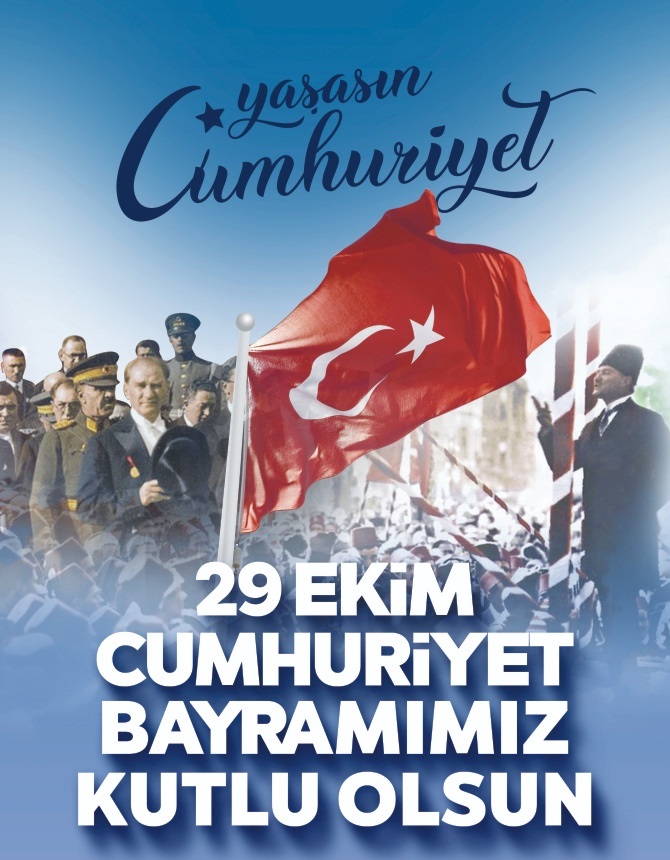 yaşasın
Cumhuriyet
29 EKİM
CUMHURİYET
BAYRAMIMIZ
KUTLU OLSUN